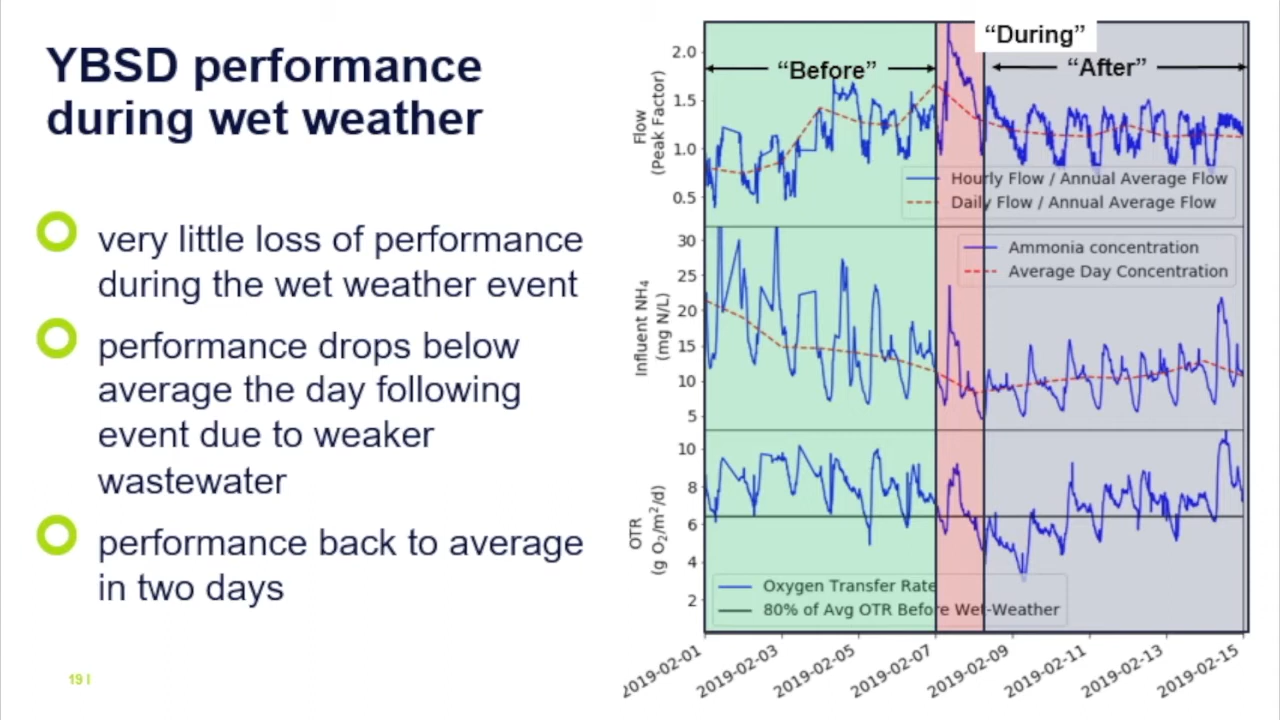 YBSD performance
during wet weather
very little loss of performance
during the wet weather event
performance drops below
average the day following
event due to weaker
wastewater
performance back to average
in two days
19 I
"During"
"Before"
"After"
Flow
(Peak Factor)
2.0
1.5
1.0
0.5
Hourly Flow / Annual Average Flow
Daily Flow / Annual Average Flow
Influent NH₄
(mg N/L)
30
25
20
15
10
5
Ammonia concentration
Average Day Concentration
OTR
(g O₂/m²/d)
10
8
6
4
2
Oxygen Transfer Rate
80% of Avg OTR Before Wet-Weather
2019-02-01
2019-02-03
2019-02-05
2019-02-07
2019-02-09
2019-02-11
2019-02-13
2019-02-15